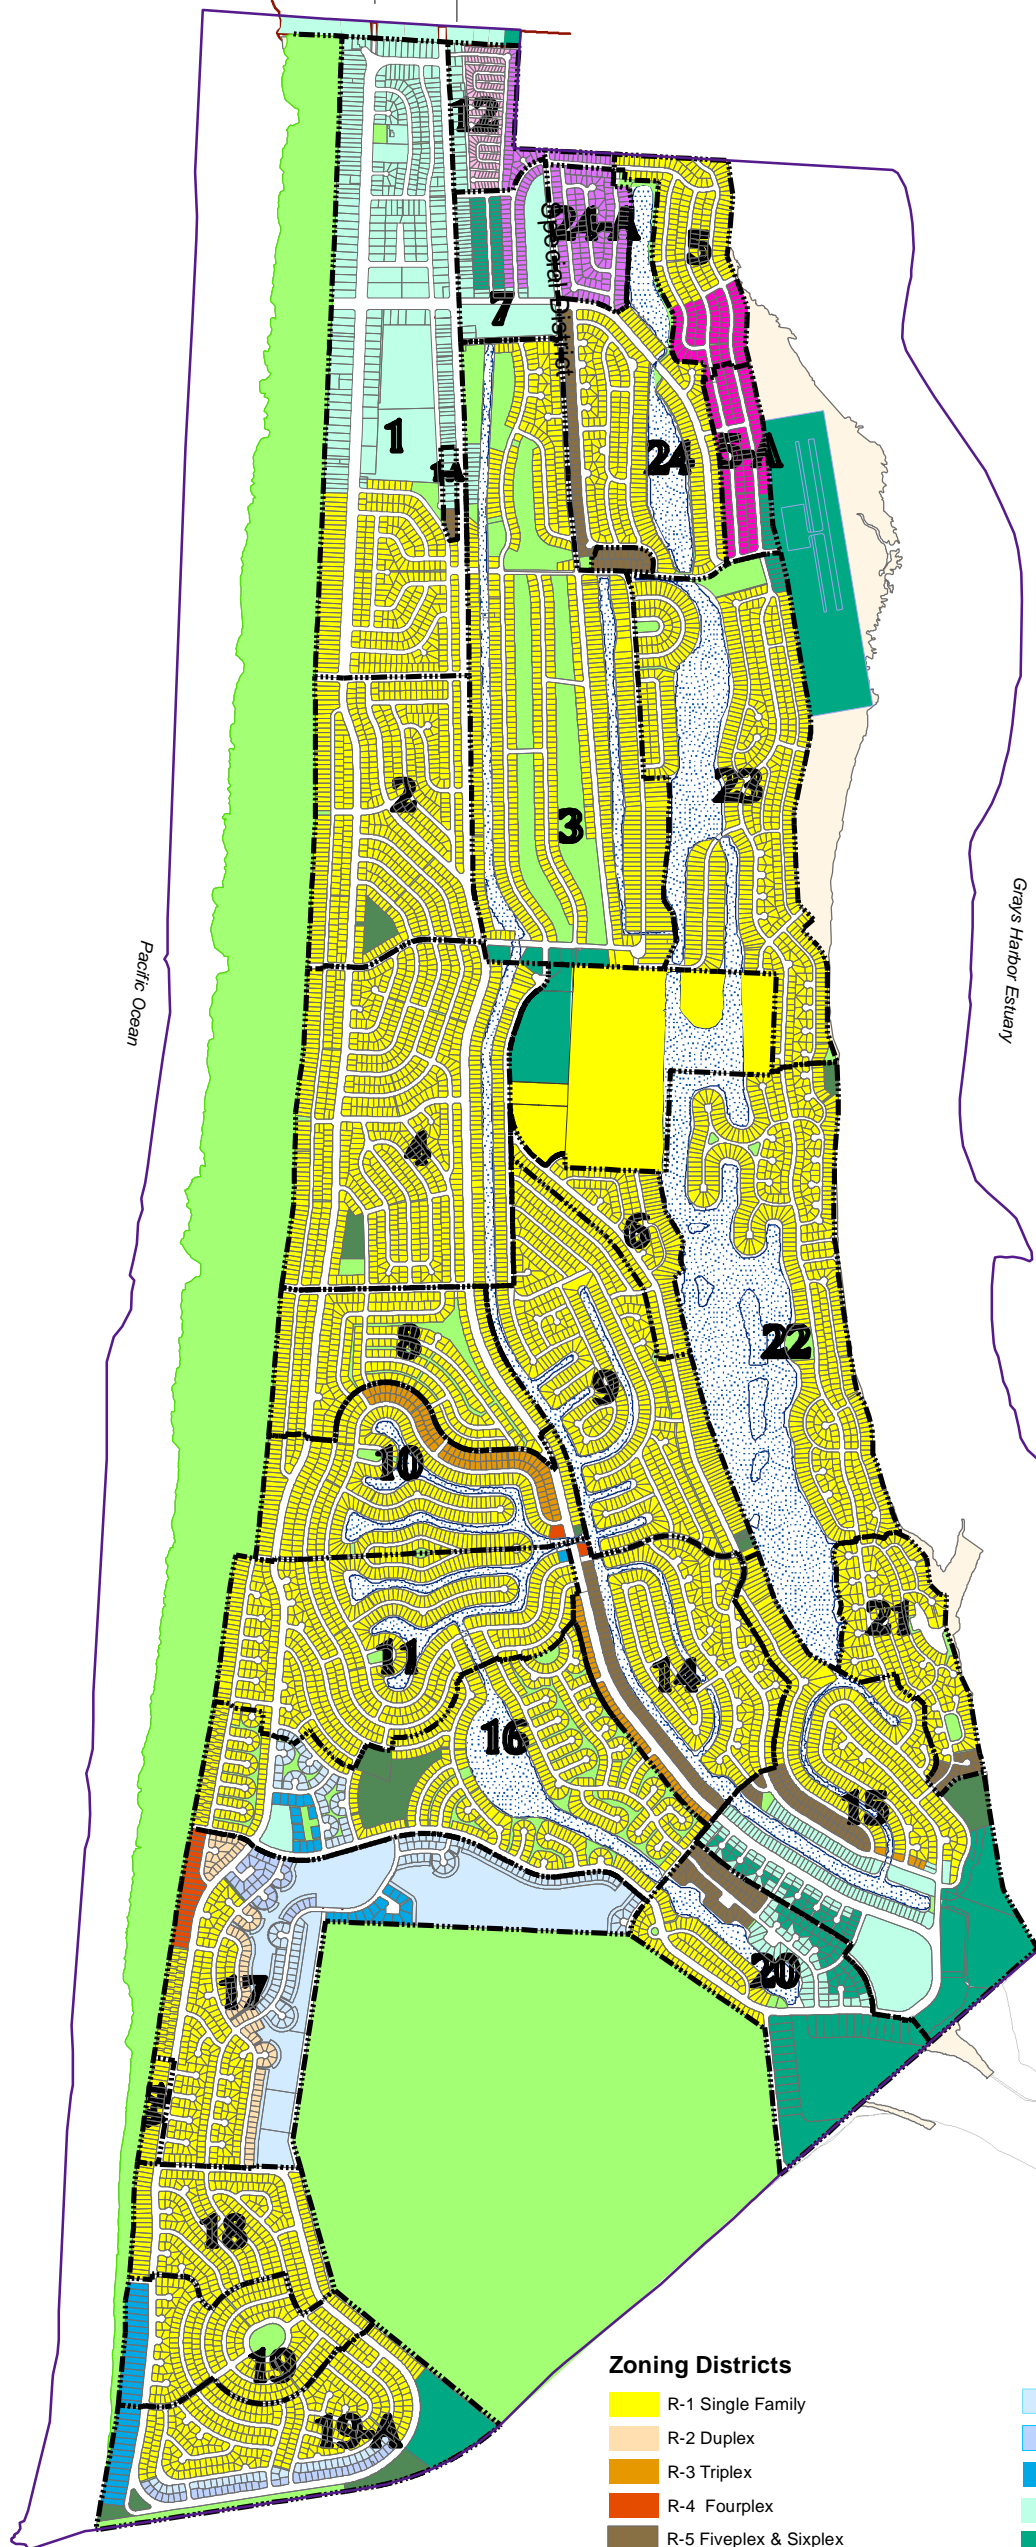 12
24-A
5
Special District
7
1
1A
24
5-A
2
3
23
4
6
22
8
9
10
21
11
14
16
15
17
20
18
19
19-A
Pacific Ocean
Grays Harbor Estuary
Zoning Districts
R-1 Single Family
R-2 Duplex
R-3 Triplex
R-4 Fourplex
R-5 Fiveplex & Sixplex